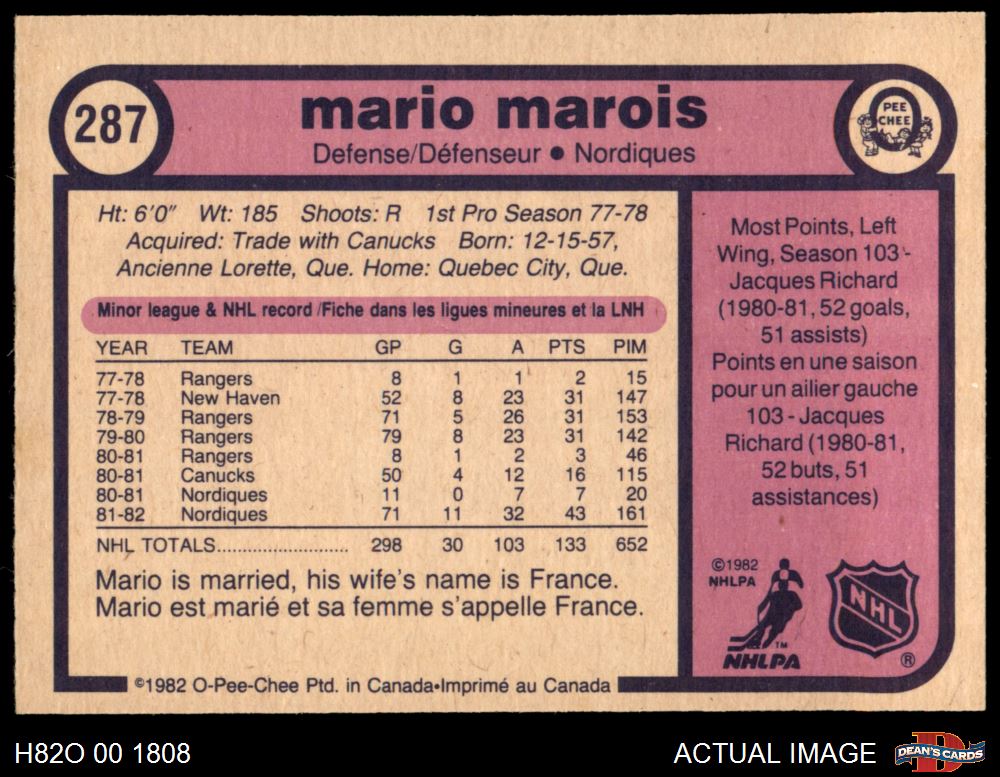 287
mario marois
Defense/Défenseur ● Nordiques
PEE
CHEE
Ht: 6'0" Wt: 185 Shoots: R 1st Pro Season 77-78
Acquired: Trade with Canucks Born: 12-15-57,
Ancienne Lorette, Que. Home: Quebec City, Que.
Minor league & NHL record /Fiche dans les ligues mineures et la LNH
YEAR TEAM GP G A PTS PIM
77-78 Rangers 8 1 1 2 15
77-78 New Haven 52 8 23 31 147
78-79 Rangers 71 5 26 31 153
79-80 Rangers 79 8 23 31 142
80-81 Rangers 8 1 2 3 46
80-81 Canucks 50 4 12 16 115
80-81 Nordiques 11 0 7 7 20
81-82 Nordiques 71 11 32 43 161
NHL TOTALS............................ 298 30 103 133 652
Mario is married, his wife's name is France.
Mario est marié et sa femme s'appelle France.
©1982 O-Pee-Chee Ptd. in Canada•Imprimé au Canada
Most Points, Left
Wing, Season 103 -
Jacques Richard
(1980-81, 52 goals,
51 assists)
Points en une saison
pour un ailier gauche
103 - Jacques
Richard (1980-81,
52 buts, 51
assistances)
©1982
NHLPA
TM
NHLPA
NHL
®
H82O 00 1808
ACTUAL IMAGE
D
DEAN'S CARDS